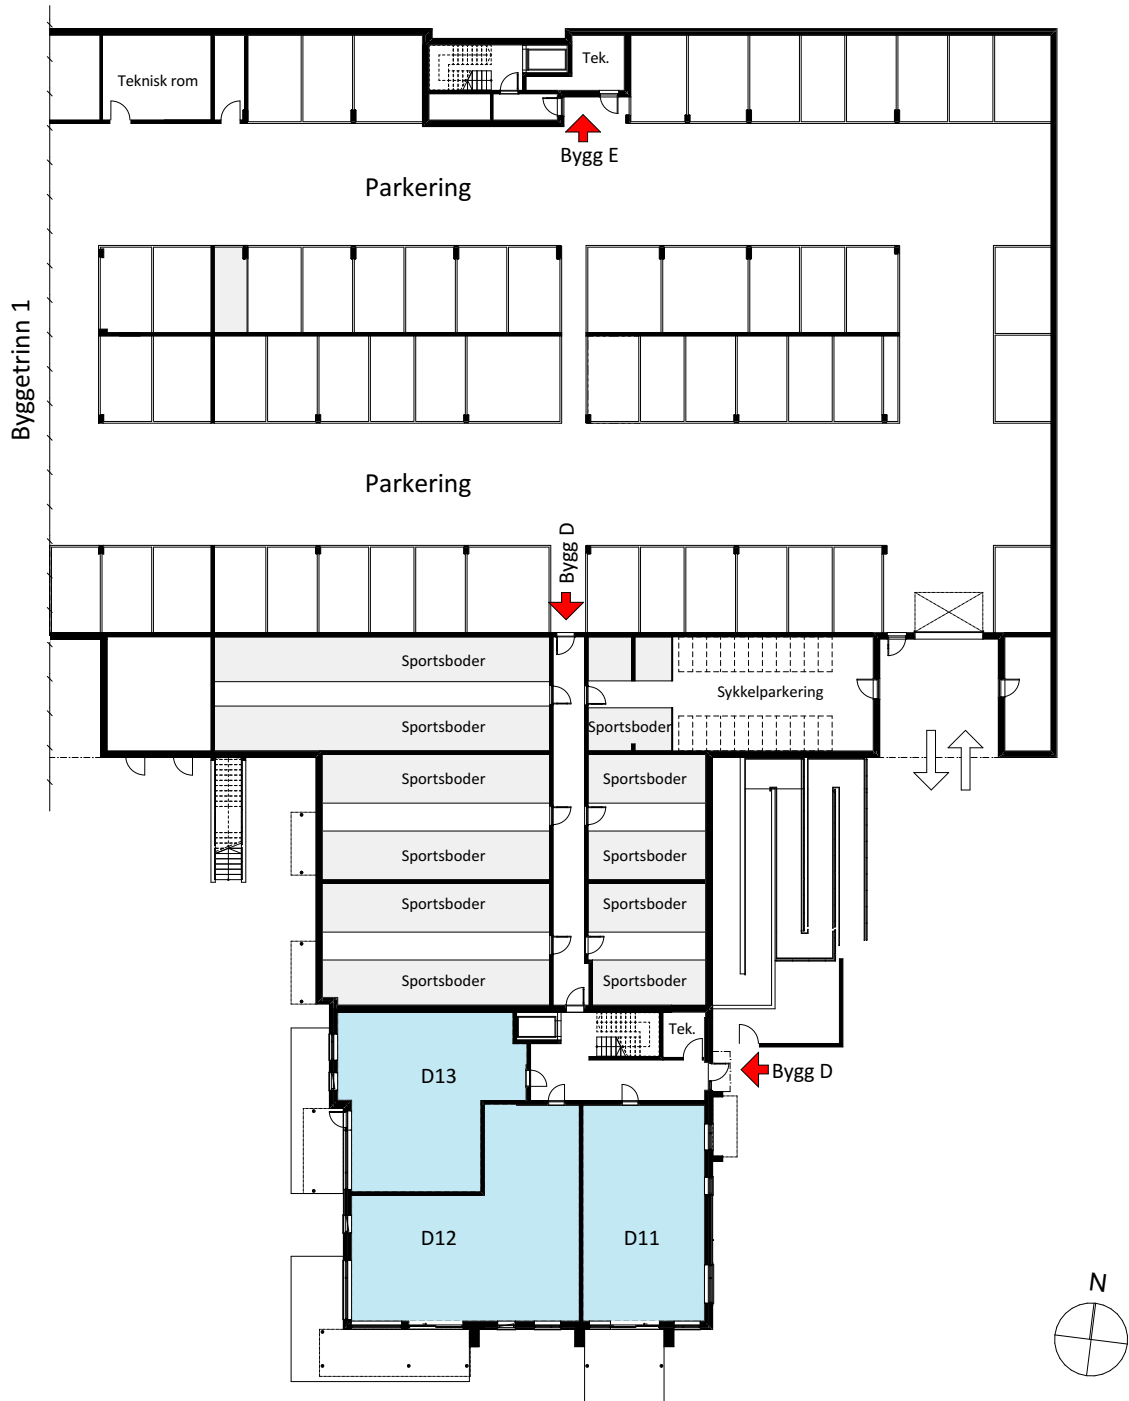 Teknisk rom
Tek.
Bygg E
Parkering
Byggetrinn 1
Parkering
Bygg D
Sportsboder
Sykkelparkering
Sportsboder
Sportsboder
Sportsboder
Sportsboder
Sportsboder
Sportsboder
Sportsboder
Sportsboder
Sportsboder
Sportsboder
Tek.
D13
Bygg D
D12
D11
N